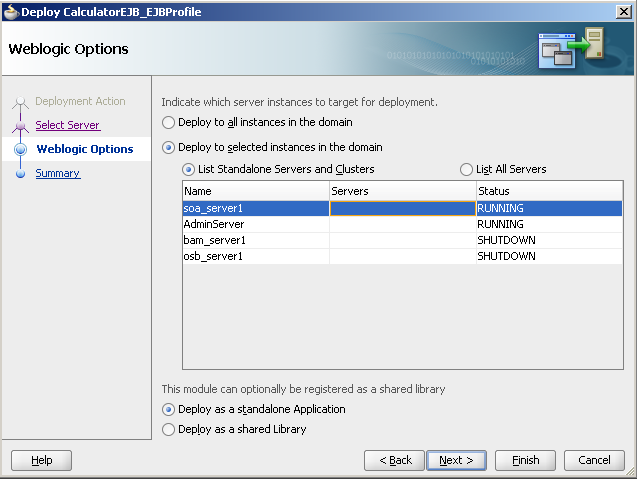 Deploy CalculatorEJB_EJBProfile
Weblogic Options
0101010101010101010101010101
01010101010
Deployment Action
Select Server
Weblogic Options
Summary
Indicate which server instances to target for deployment.
Deploy to all instances in the domain
Deploy to selected instances in the domain
List Standalone Servers and Clusters List All Servers
Name Servers Status
soa_server1 RUNNING
AdminServer RUNNING
bam_server1 SHUTDOWN
osb_server1 SHUTDOWN
This module can optionally be registered as a shared library
Deploy as a standalone Application
Deploy as a shared Library
Help < Back Next > Finish Cancel